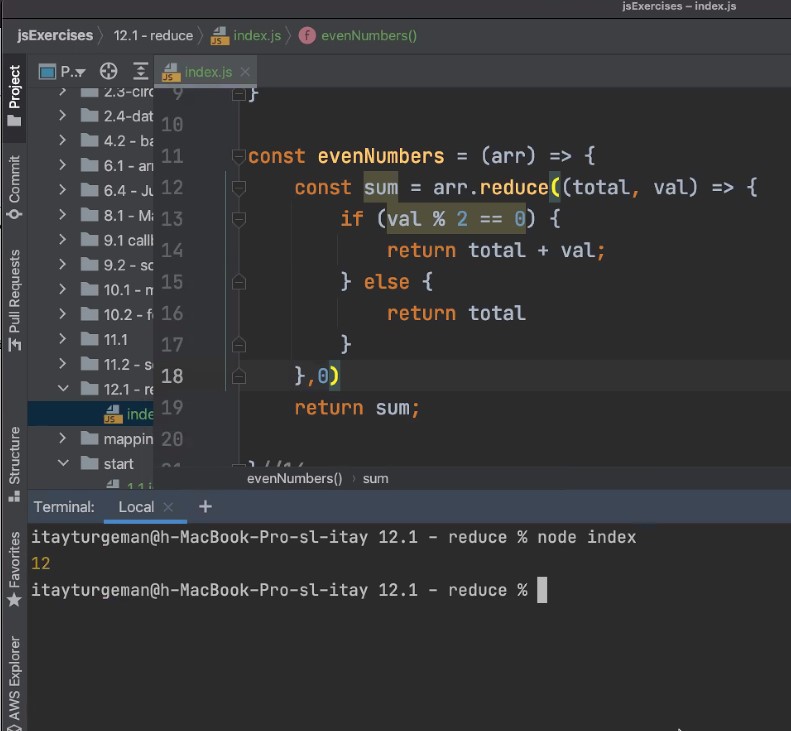 jsExercises – index.js
jsExercises 12.1 - reduce index.js evenNumbers()
Project
Commit
Pull Requests
Structure
Favorites
AWS Explorer
P..
index.js
2.3-circ
2.4-dat
4.2 - ba
6.1 - arr
6.4 - Ju
8.1 - Ma
9.1 callb
9.2 - so
10.1 - m
10.2 - f
11.1
11.2 - s
12.1 - re
inde
mappin
start
9 }
10
11 const evenNumbers = (arr) => {
12 const sum = arr.reduce((total, val) => {
13 if (val % 2 == 0) {
14 return total + val;
15 } else {
16 return total
17 }
18 },0)
19 return sum;
20
evenNumbers() sum
Terminal: Local +
itayturgeman@h-MacBook-Pro-sl-itay 12.1 - reduce % node index
12
itayturgeman@h-MacBook-Pro-sl-itay 12.1 - reduce %